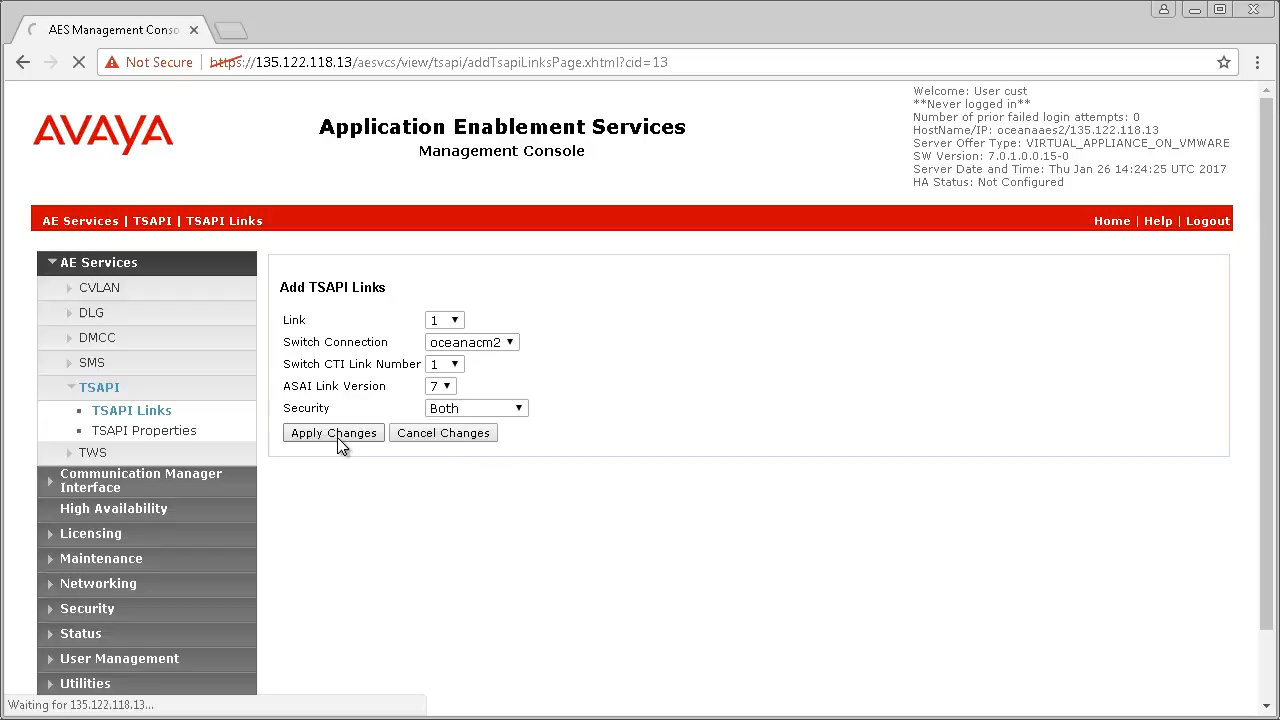 AES Management Conso
Not Secure
https://135.122.118.13/aesvcs/view/tsapi/addTsapiLinksPage.xhtml?cid=13
AVAYA
Application Enablement Services
Management Console
Welcome: User cust
**Never logged in**
Number of prior failed login attempts: 0
HostName/IP: oceanaaes2/135.122.118.13
Server Offer Type: VIRTUAL_APPLIANCE_ON_VMWARE
SW Version: 7.0.1.0.0.15-0
Server Date and Time: Thu Jan 26 14:24:25 UTC 2017
HA Status: Not Configured
AE Services | TSAPI | TSAPI Links
Home | Help | Logout
AE Services
CVLAN
DLG
DMCC
SMS
TSAPI
TSAPI Links
TSAPI Properties
TWS
Communication Manager
Interface
High Availability
Licensing
Maintenance
Networking
Security
Status
User Management
Utilities
Add TSAPI Links
Link 1
Switch Connection oceanacm2
Switch CTI Link Number 1
ASAI Link Version 7
Security Both
Apply Changes Cancel Changes
Waiting for 135.122.118.13...